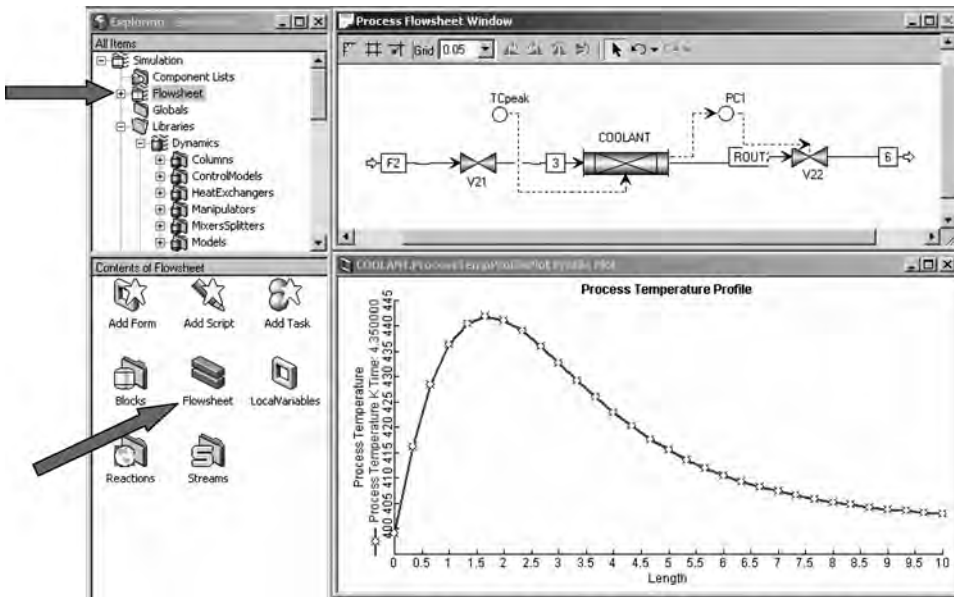 Exploring
All Items
Simulation
Component Lists
Flowsheet
Globals
Libraries
Dynamics
Columns
ControlModels
HeatExchangers
Manipulators
MixersSplitters
Models
Contents of Flowsheet
Add Form Add Script Add Task
Blocks Flowsheet LocalVariables
Reactions Streams
Process Flowsheet Window
Grid 0.05
TCpeak PC1
COOLANT
F2 3 ROUT2 6
V21 V22
COOLANT.ProcessTempProfilePlot Profile Plot
Process Temperature Profile
Process Temperature
Process Temperature K Time: 4.350000
400 405 410 415 420 425 430 435 440 445
0 0.5 1 1.5 2 2.5 3 3.5 4 4.5 5 5.5 6 6.5 7 7.5 8 8.5 9 9.5 10
Length